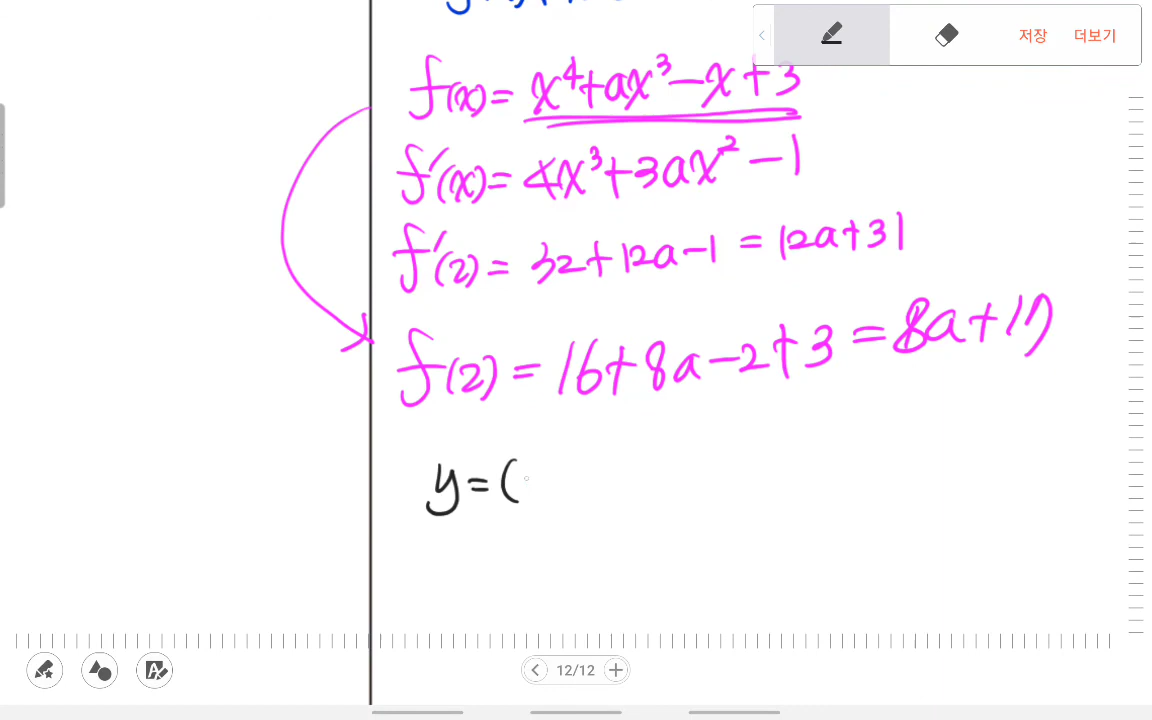 저장 더보기
f(x) = x⁴+ax³-x+3
f'(x) = 4x³+3ax²-1
f'(2) = 32+12a-1 = 12a+31
f(2) = 16+8a-2+3 = 8a+17
y = (
12/12